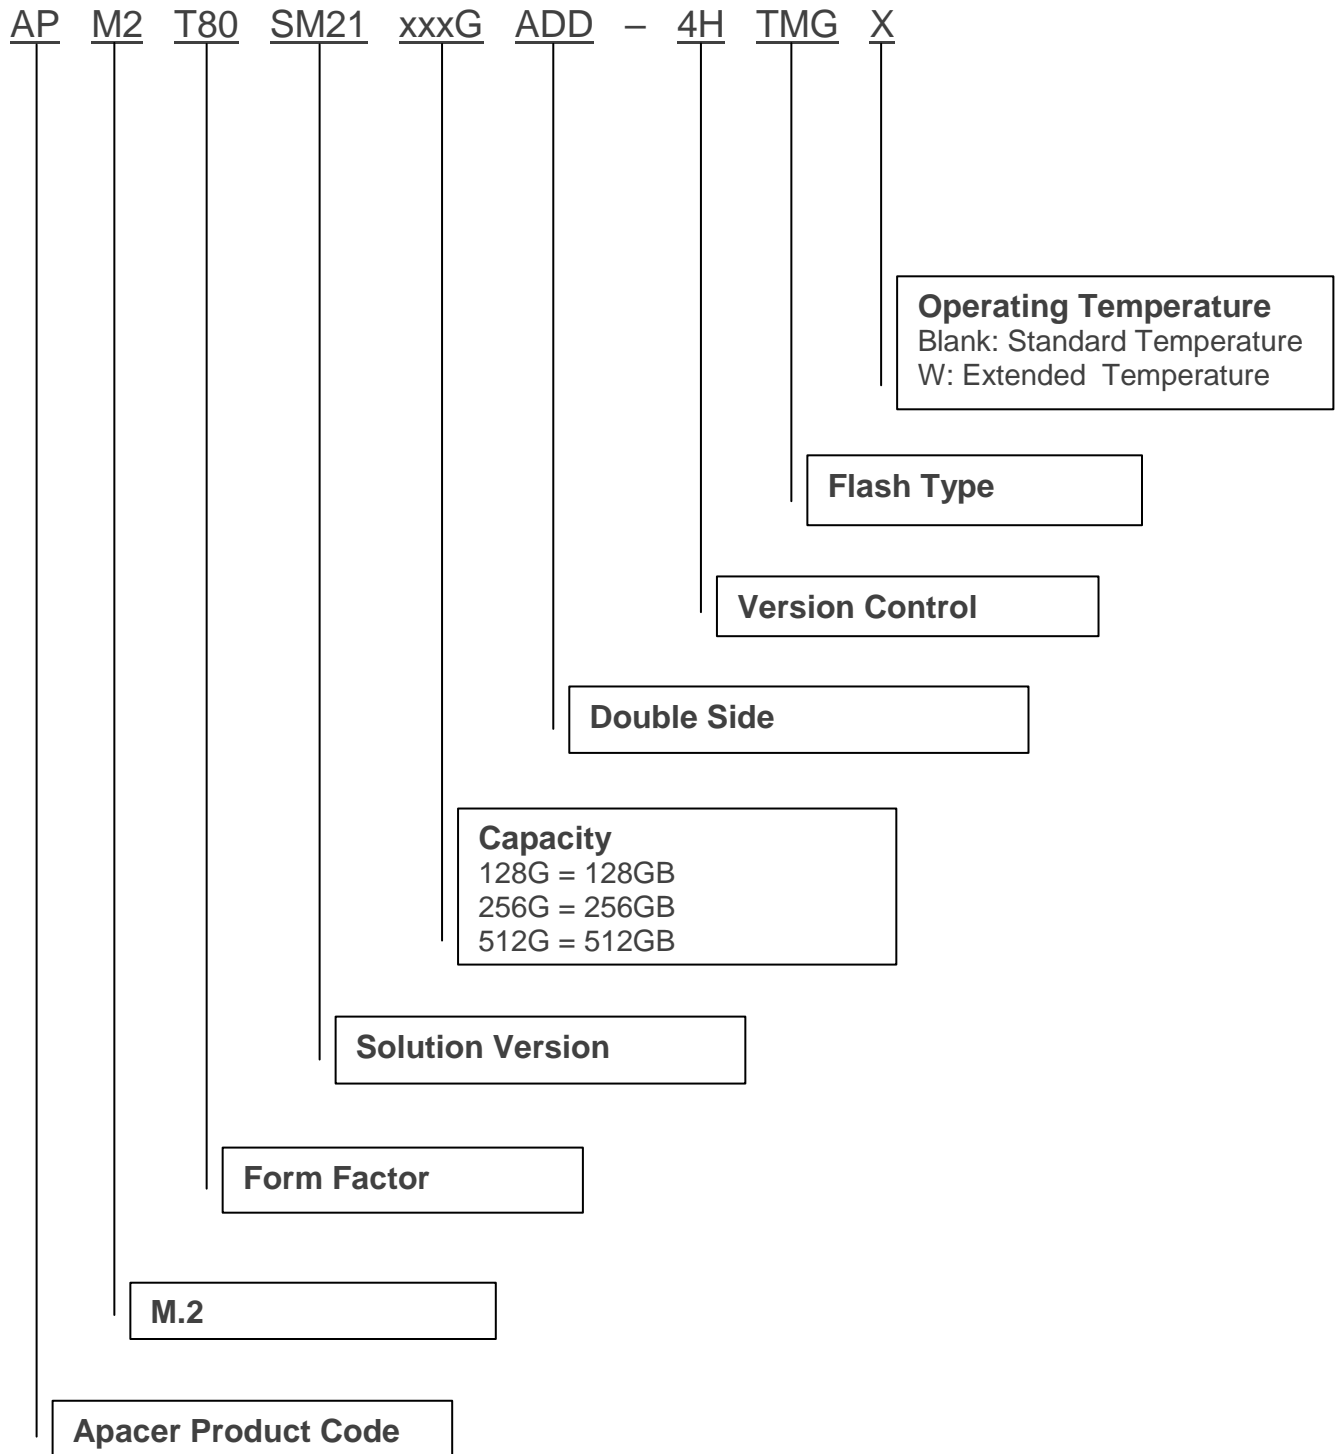 AP M2 T80 SM21 xxxG ADD – 4H TMG X
Operating Temperature
Blank: Standard Temperature
W: Extended Temperature
Flash Type
Version Control
Double Side
Capacity
128G = 128GB
256G = 256GB
512G = 512GB
Solution Version
Form Factor
M.2
Apacer Product Code